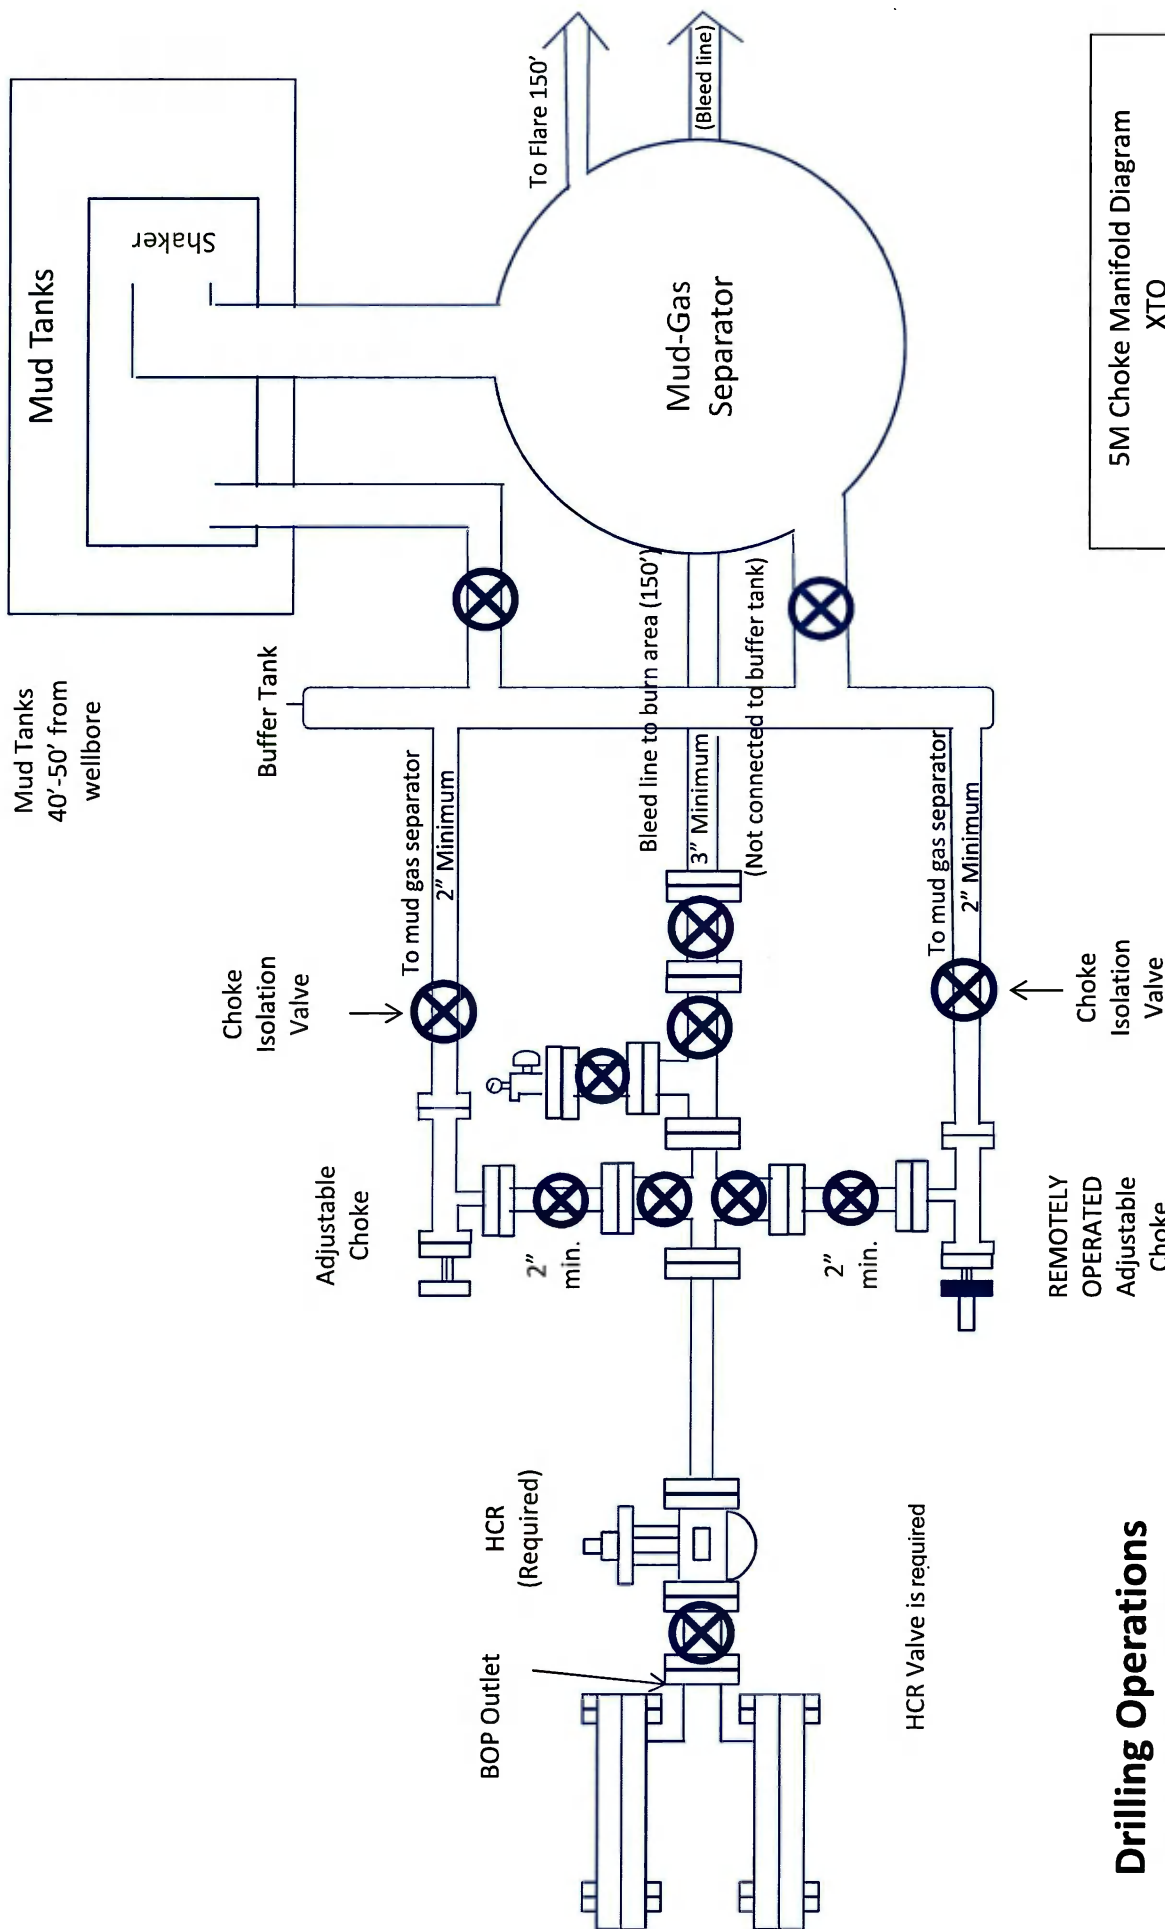 Mud Tanks
40'-50' from
wellbore
Mud Tanks
Shaker
To Flare 150'
(Bleed line)
Mud-Gas
Separator
Buffer Tank
To mud gas separator
2" Minimum
Bleed line to burn area (150')
3" Minimum
(Not connected to buffer tank)
To mud gas separator
2" Minimum
Choke
Isolation
Valve
Choke
Isolation
Valve
Adjustable
Choke
2"
min.
2"
min.
REMOTELY
OPERATED
Adjustable
Choke
HCR
(Required)
BOP Outlet
HCR Valve is required
Drilling Operations
5M Choke Manifold Diagram
XTO